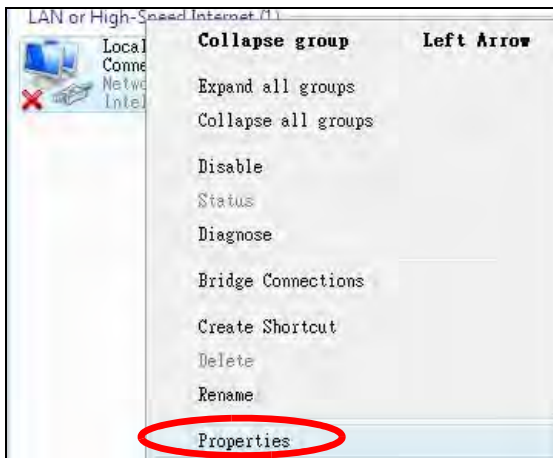 LAN or High-Speed Internet (1)
Local
Conne
Netwo
Intel
Collapse group Left Arrow
Expand all groups
Collapse all groups
Disable
Status
Diagnose
Bridge Connections
Create Shortcut
Delete
Rename
Properties